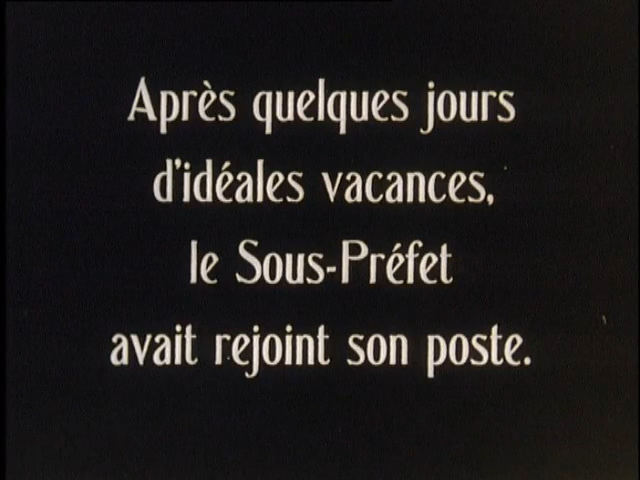 Après quelques jours
d'idéales vacances,
le Sous-Préfet
avait rejoint son poste.